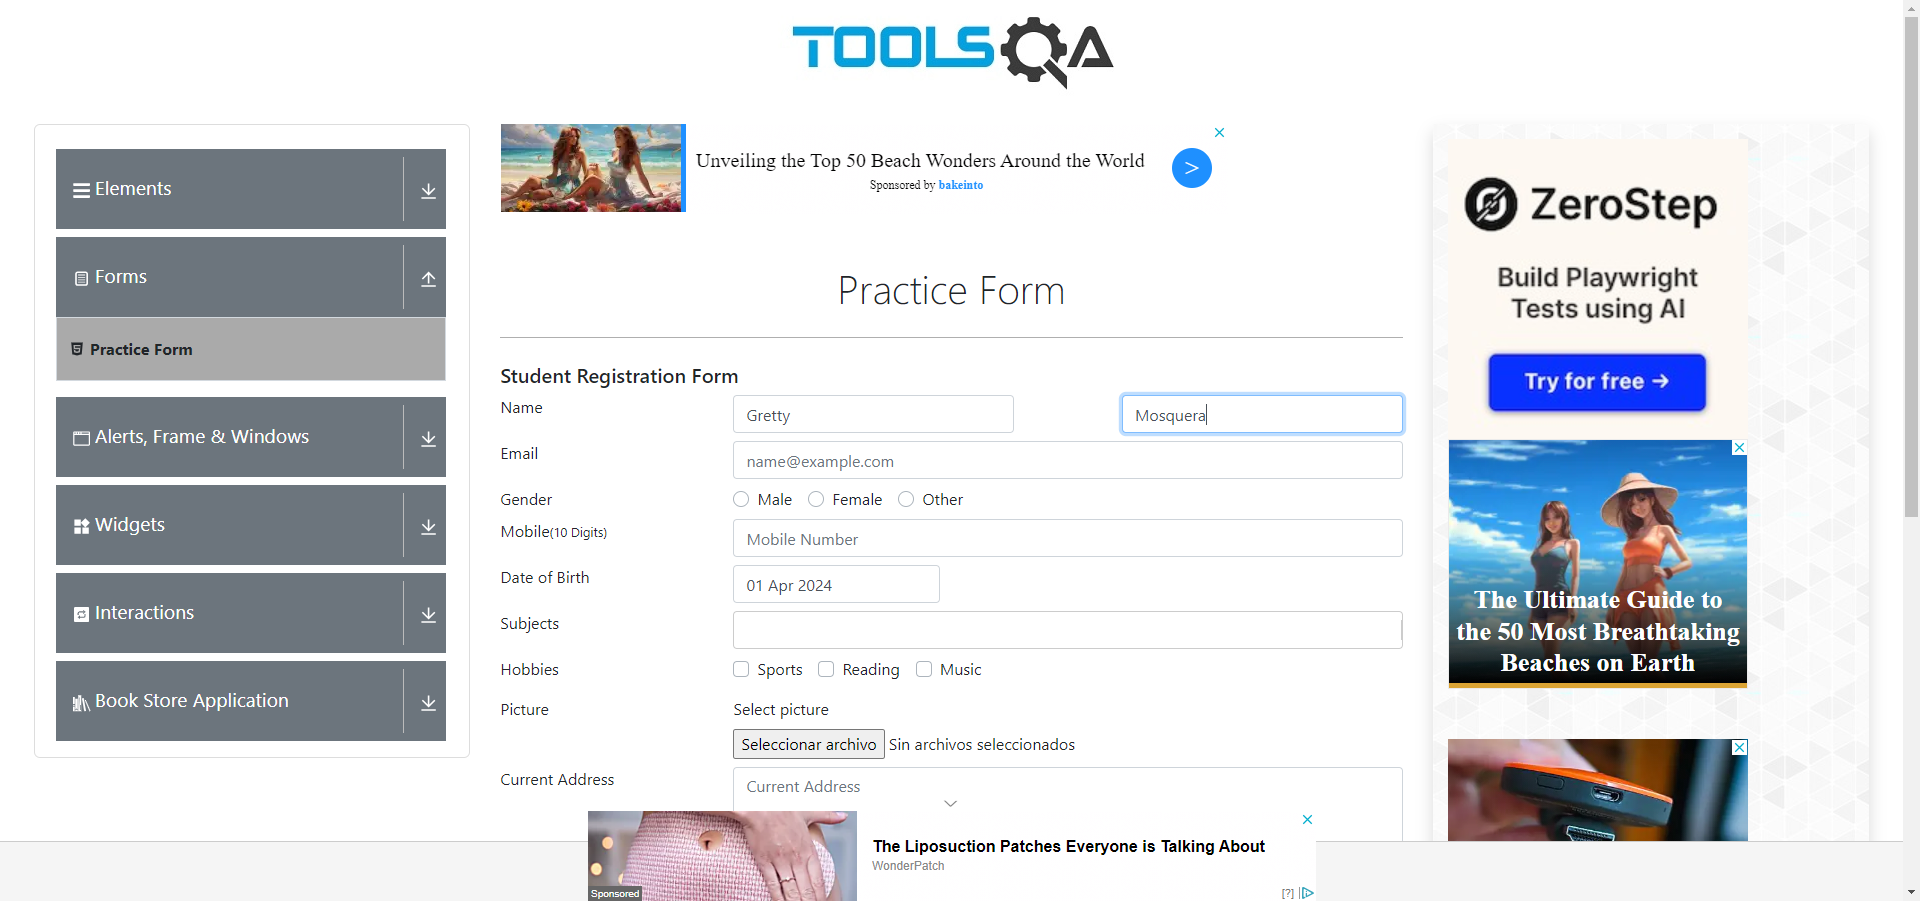 TOOLSQA
Elements
Forms
Practice Form
Alerts, Frame & Windows
Widgets
Interactions
Book Store Application
Unveiling the Top 50 Beach Wonders Around the World
Sponsored by bakeinto
>
Practice Form
Student Registration Form
Name
Gretty
Mosquera
Email
name@example.com
Gender
Male Female Other
Mobile(10 Digits)
Mobile Number
Date of Birth
01 Apr 2024
Subjects
Hobbies
Sports Reading Music
Picture
Select picture
Seleccionar archivo Sin archivos seleccionados
Current Address
Current Address
ZeroStep
Build Playwright
Tests using AI
Try for free →
The Ultimate Guide to
the 50 Most Breathtaking
Beaches on Earth
The Liposuction Patches Everyone is Talking About
WonderPatch
Sponsored
[?]